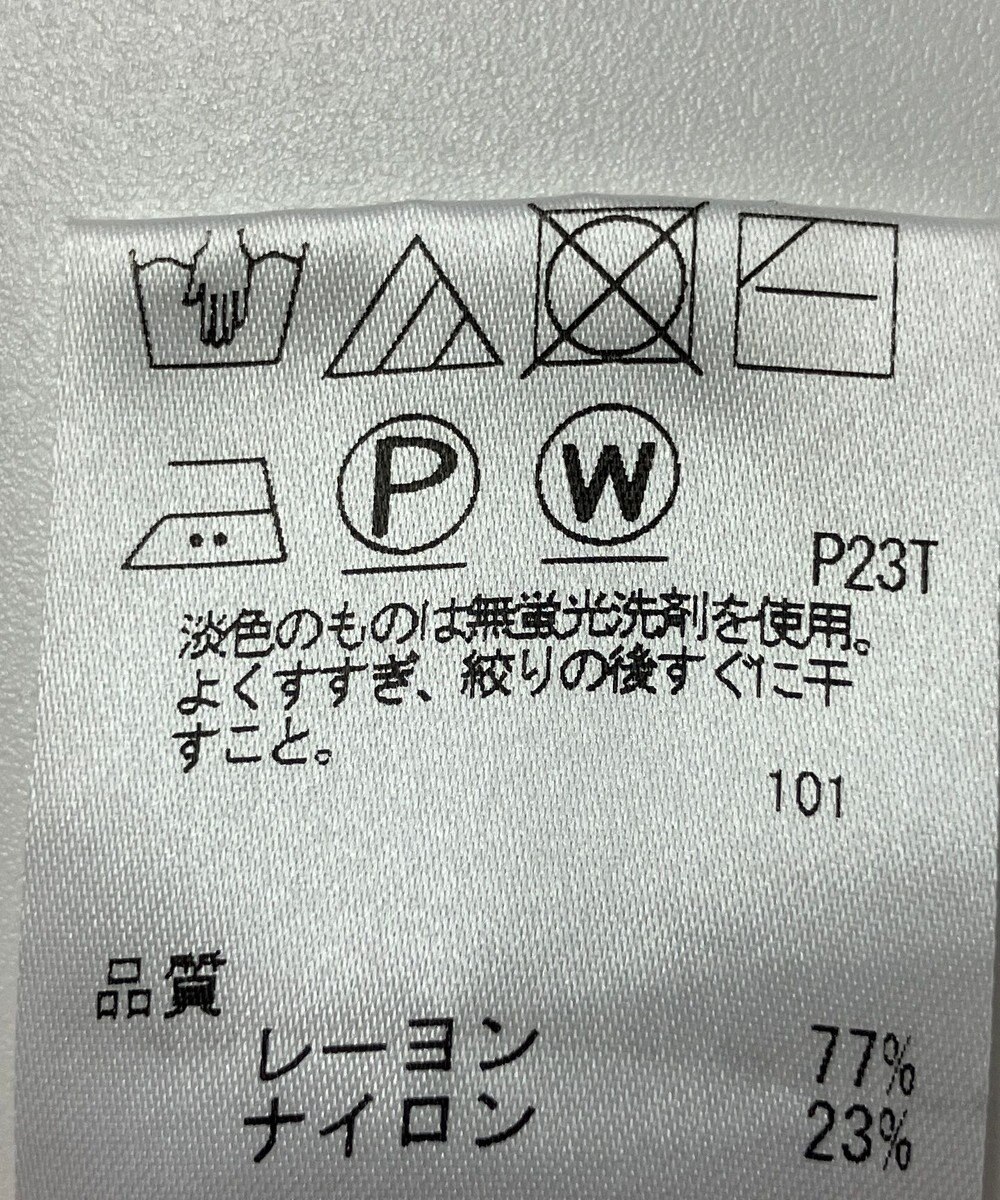 P W
P23T
淡色のものは無蛍光洗剤を使用。
よくすすぎ、絞りの後すぐに干
すこと。
101
品質
レーヨン 77%
ナイロン 23%